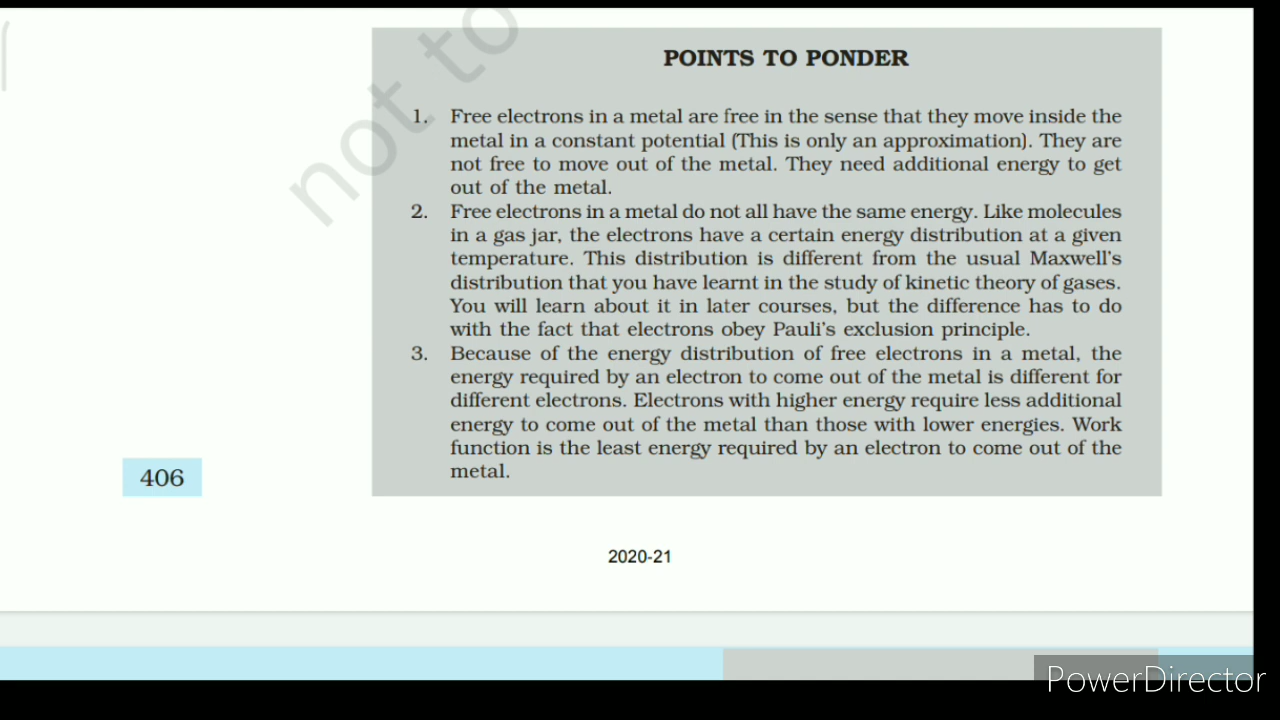 not to
POINTS TO PONDER
1. Free electrons in a metal are free in the sense that they move inside the
metal in a constant potential (This is only an approximation). They are
not free to move out of the metal. They need additional energy to get
out of the metal.
2. Free electrons in a metal do not all have the same energy. Like molecules
in a gas jar, the electrons have a certain energy distribution at a given
temperature. This distribution is different from the usual Maxwell's
distribution that you have learnt in the study of kinetic theory of gases.
You will learn about it in later courses, but the difference has to do
with the fact that electrons obey Pauli's exclusion principle.
3. Because of the energy distribution of free electrons in a metal, the
energy required by an electron to come out of the metal is different for
different electrons. Electrons with higher energy require less additional
energy to come out of the metal than those with lower energies. Work
function is the least energy required by an electron to come out of the
metal.
406
2020-21
PowerDirector